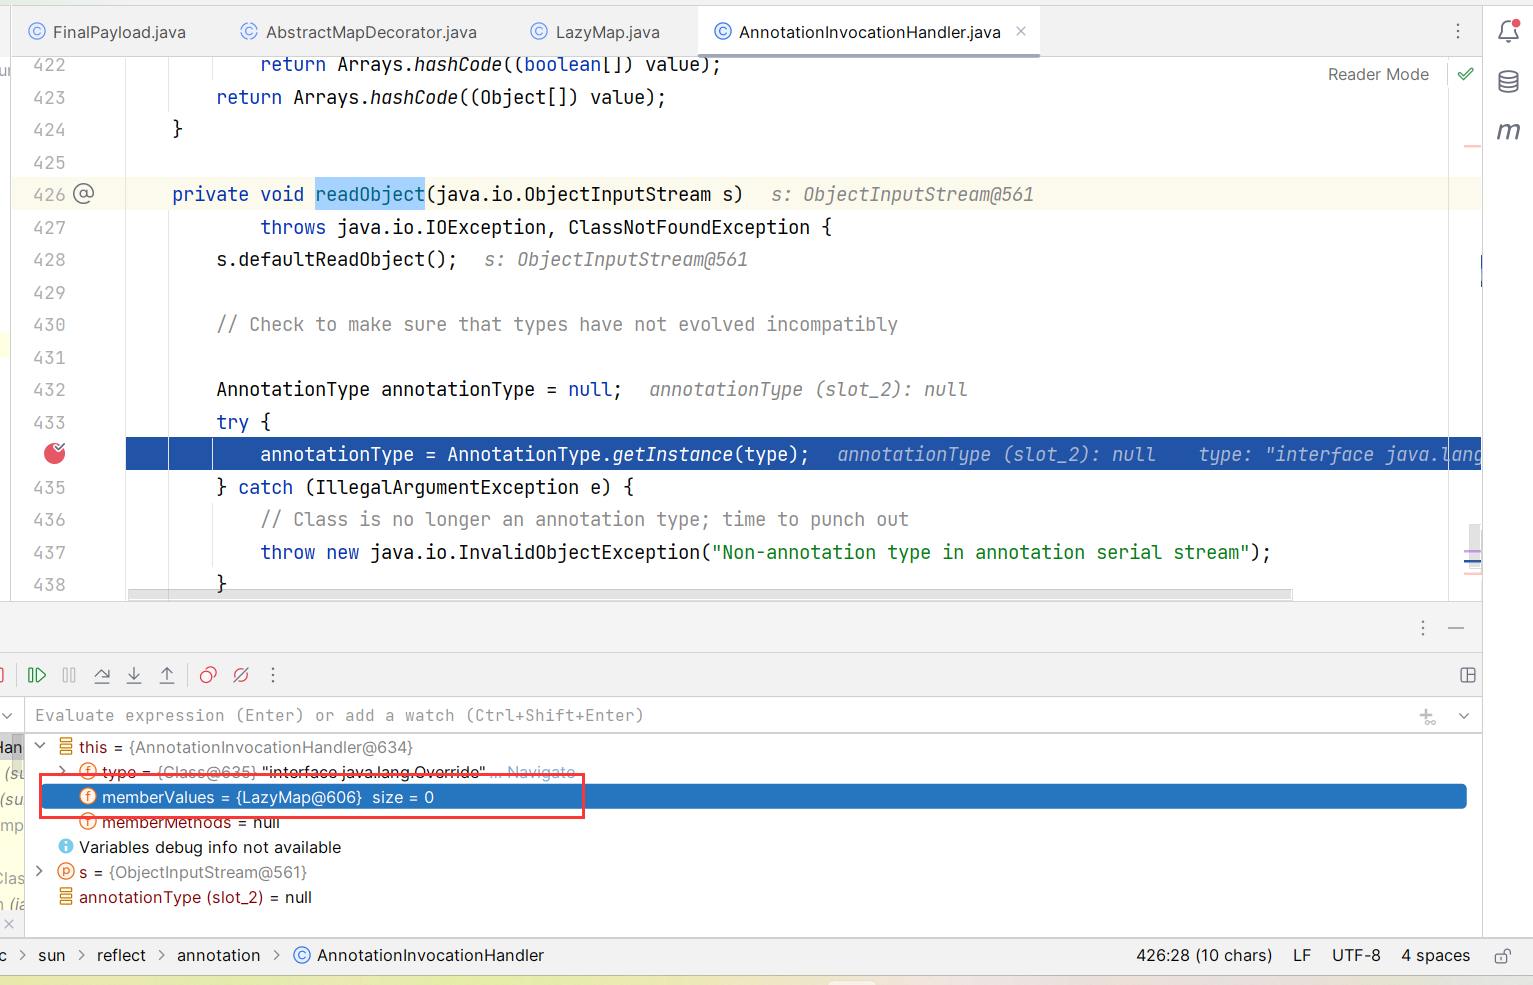 FinalPayload.java AbstractMapDecorator.java LazyMap.java AnnotationInvocationHandler.java
Reader Mode
422 return Arrays.hashCode((boolean[]) value);
423 return Arrays.hashCode((Object[]) value);
424 }
425
426 @ private void readObject(java.io.ObjectInputStream s) s: ObjectInputStream@561
427 throws java.io.IOException, ClassNotFoundException {
428 s.defaultReadObject(); s: ObjectInputStream@561
429
430 // Check to make sure that types have not evolved incompatibly
431
432 AnnotationType annotationType = null; annotationType (slot_2): null
433 try {
annotationType = AnnotationType.getInstance(type); annotationType (slot_2): null type: "interface java.lang
435 } catch (IllegalArgumentException e) {
436 // Class is no longer an annotation type; time to punch out
437 throw new java.io.InvalidObjectException("Non-annotation type in annotation serial stream");
438 }
Evaluate expression (Enter) or add a watch (Ctrl+Shift+Enter)
this = {AnnotationInvocationHandler@634}
type = {Class@635} "interface java.lang.Override" ... Navigate
memberValues = {LazyMap@606} size = 0
memberMethods = null
Variables debug info not available
s = {ObjectInputStream@561}
annotationType (slot_2) = null
c > sun > reflect > annotation > AnnotationInvocationHandler 426:28 (10 chars) LF UTF-8 4 spaces